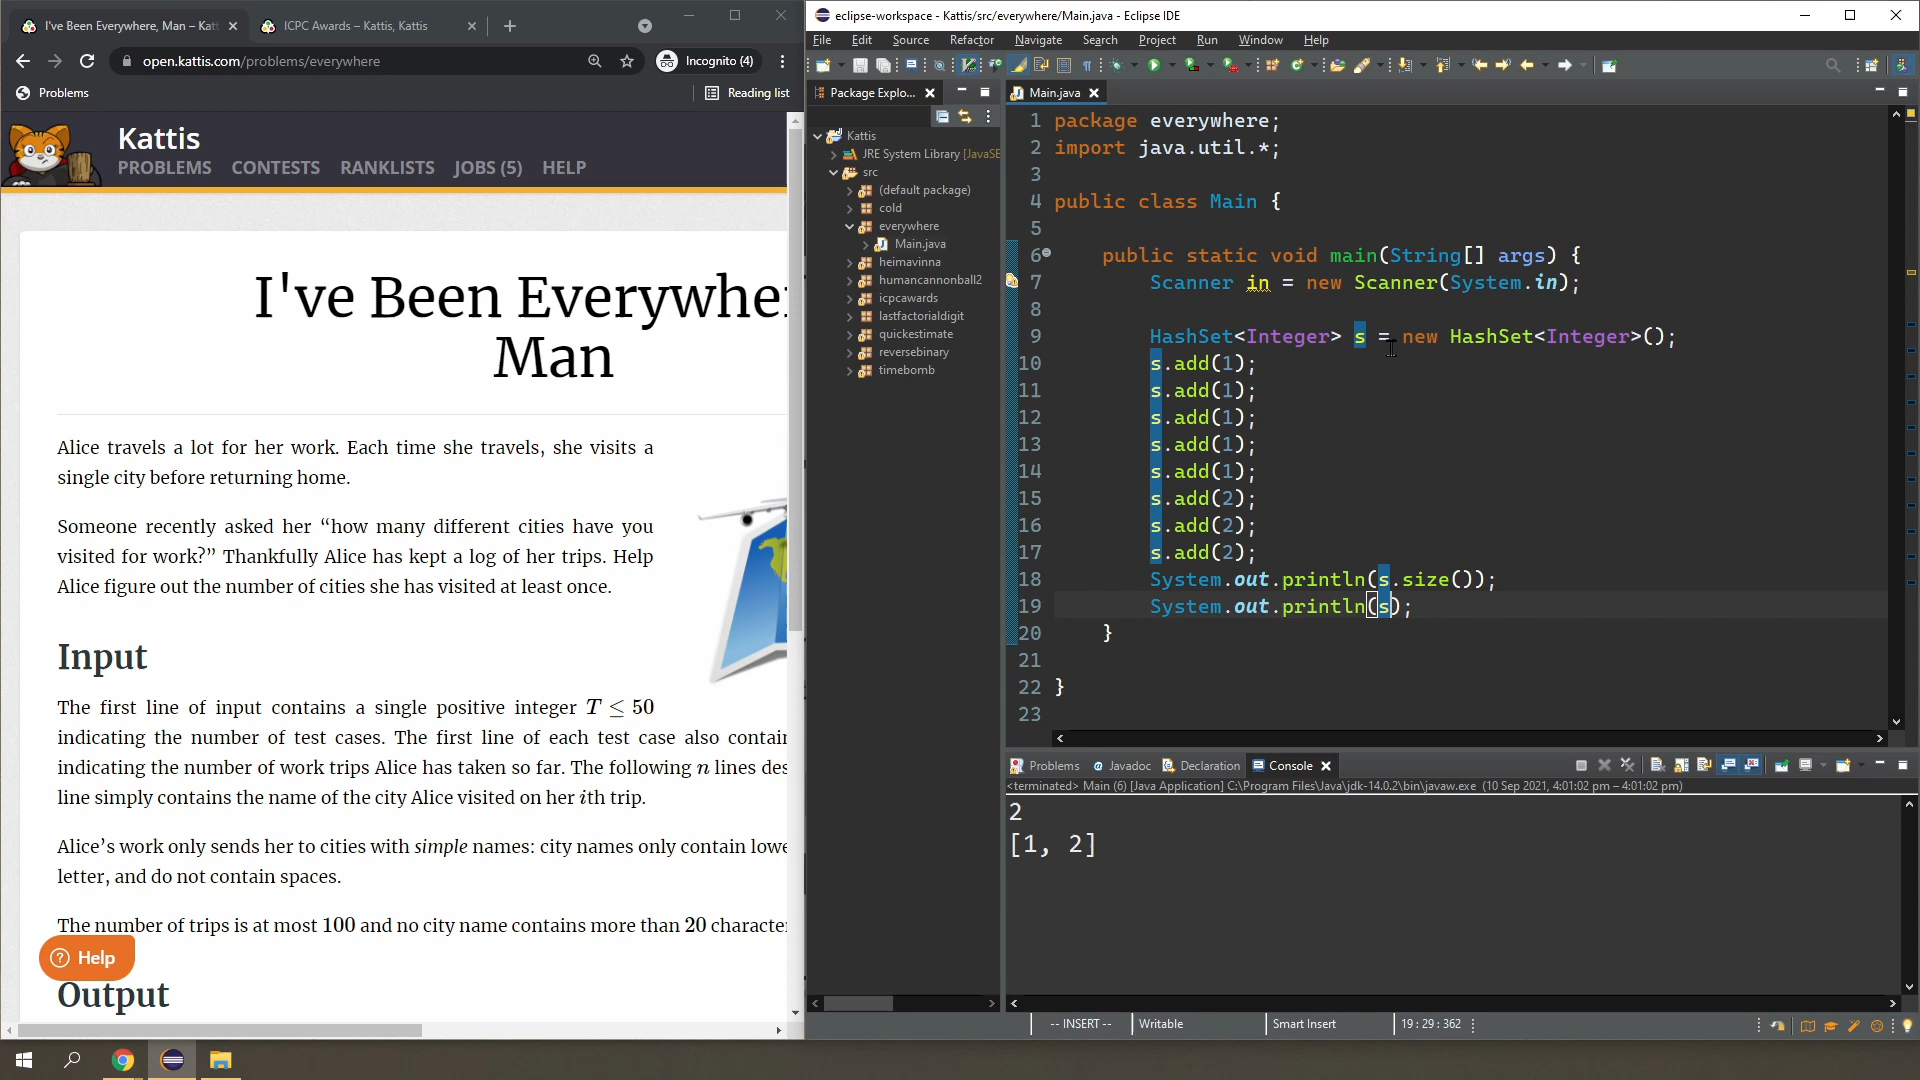 I've Been Everywhere, Man – Katt
ICPC Awards – Kattis, Kattis
open.kattis.com/problems/everywhere
Incognito (4)
Problems
Reading list
Kattis
PROBLEMS CONTESTS RANKLISTS JOBS (5) HELP
I've Been Everywhe
Man
Alice travels a lot for her work. Each time she travels, she visits a
single city before returning home.
Someone recently asked her “how many different cities have you
visited for work?” Thankfully Alice has kept a log of her trips. Help
Alice figure out the number of cities she has visited at least once.
Input
The first line of input contains a single positive integer T ≤ 50
indicating the number of test cases. The first line of each test case also contain
indicating the number of work trips Alice has taken so far. The following n lines des
line simply contains the name of the city Alice visited on her ith trip.
Alice’s work only sends her to cities with simple names: city names only contain lowe
letter, and do not contain spaces.
The number of trips is at most 100 and no city name contains more than 20 characte
Help
Output
eclipse-workspace - Kattis/src/everywhere/Main.java - Eclipse IDE
File Edit Source Refactor Navigate Search Project Run Window Help
Package Explo...
Kattis
JRE System Library [JavaSE
src
(default package)
cold
everywhere
Main.java
heimavinna
humancannonball2
icpcawards
lastfactorialdigit
quickestimate
reversebinary
timebomb
Main.java
1 package everywhere;
2 import java.util.*;
3
4 public class Main {
5
6 public static void main(String[] args) {
7 Scanner in = new Scanner(System.in);
8
9 HashSet<Integer> s = new HashSet<Integer>();
10 s.add(1);
11 s.add(1);
12 s.add(1);
13 s.add(1);
14 s.add(1);
15 s.add(2);
16 s.add(2);
17 s.add(2);
18 System.out.println(s.size());
19 System.out.println(s);
20 }
21
22 }
23
Problems Javadoc Declaration Console
<terminated> Main (6) [Java Application] C:\Program Files\Java\jdk-14.0.2\bin\javaw.exe (10 Sep 2021, 4:01:02 pm – 4:01:02 pm)
2
[1, 2]
-- INSERT -- Writable Smart Insert 19 : 29 : 362